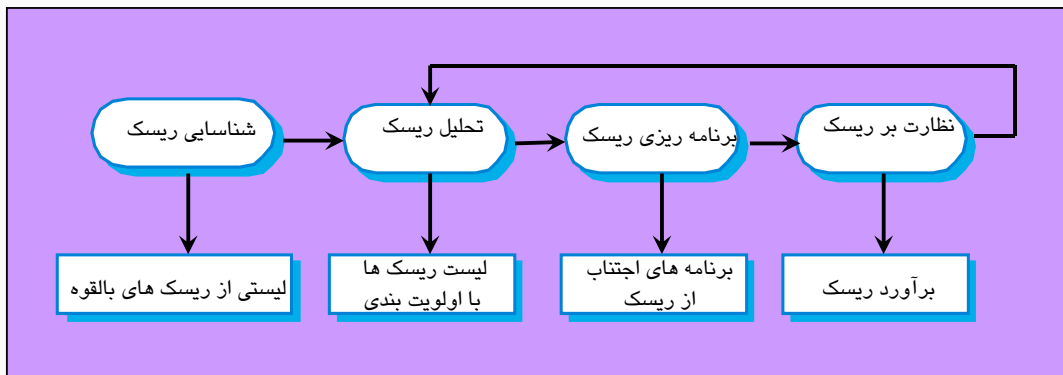 شناسایی ریسک
تحلیل ریسک
برنامه ریزی ریسک
نظارت بر ریسک
لیستی از ریسک های بالقوه
لیست ریسک ها
با اولویت بندی
برنامه های اجتناب
از ریسک
برآورد ریسک